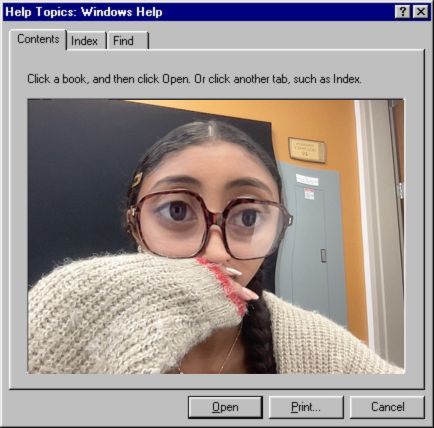 Help Topics: Windows Help
Contents
Index
Find
Click a book, and then click Open. Or click another tab, such as Index.
Open
Print...
Cancel